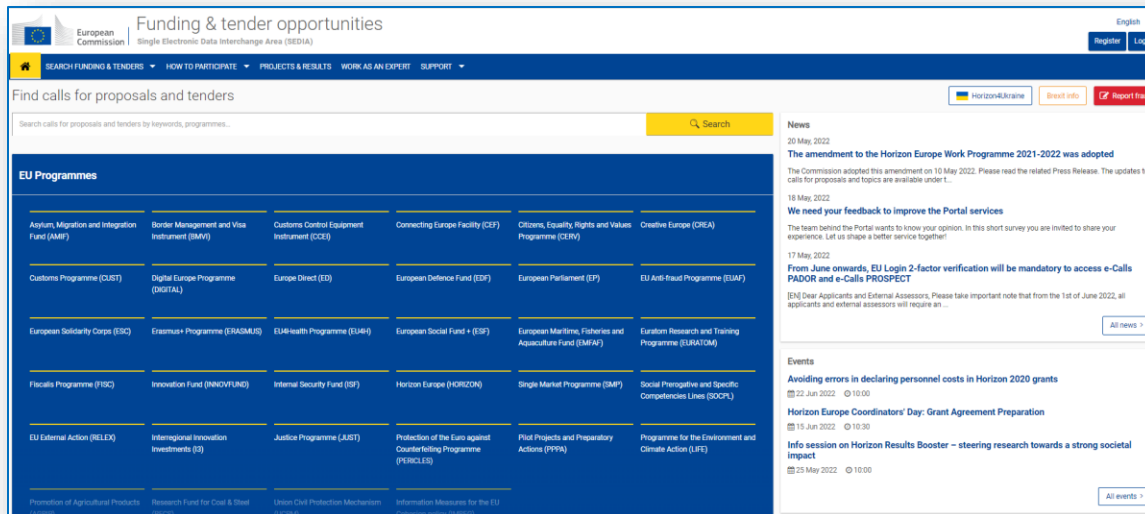 European
Commission
Funding & tender opportunities
Single Electronic Data Interchange Area (SEDIA)
English
Register
SEARCH FUNDING & TENDERS
HOW TO PARTICIPATE
PROJECTS & RESULTS
WORK AS AN EXPERT
SUPPORT
Find calls for proposals and tenders
Horizon4Ukraine
Brexit info
Report
Search calls for proposals and tenders by keywords, programmes...
Search
EU Programmes
Asylum, Migration and Integration
Fund (AMIF)
Border Management and Visa
Instrument (BMVI)
Customs Control Equipment
Instrument (CCEI)
Connecting Europe Facility (CEF)
Citizens, Equality, Rights and Values
Programme (CERV)
Creative Europe (CREA)
Customs Programme (CUST)
Digital Europe Programme
(DIGITAL)
Europe Direct (ED)
European Defence Fund (EDF)
European Parliament (EP)
EU Anti-fraud Programme (EUAF)
European Solidarity Corps (ESC)
Erasmus+ Programme (ERASMUS)
EU4Health Programme (EU4H)
European Social Fund + (ESF)
European Maritime, Fisheries and
Aquaculture Fund (EMFAF)
Euratom Research and Training
Programme (EURATOM)
Fiscalis Programme (FISC)
Innovation Fund (INNOVFUND)
Internal Security Fund (ISF)
Horizon Europe (HORIZON)
Single Market Programme (SMP)
Social Prerogative and Specific
Competencies Lines (SOCPL)
EU External Action (RELEX)
Interregional Innovation
Investments (I3)
Justice Programme (JUST)
Protection of the Euro against
Counterfeiting Programme
(PERICLES)
Pilot Projects and Preparatory
Actions (PPPA)
Programme for the Environment and
Climate Action (LIFE)
Promotion of Agricultural Products
Research Fund for Coal & Steel
Union Civil Protection Mechanism
Information Measures for the EU
News
20 May, 2022
The amendment to the Horizon Europe Work Programme 2021-2022 was adopted
The Commission adopted this amendment on 10 May 2022. Please read the related Press Release. The updates
calls for proposals and topics are available under t...
18 May, 2022
We need your feedback to improve the Portal services
The team behind the Portal wants to know your opinion. In this short survey you are invited to share your
experience. Let us shape a better service together!
17 May, 2022
From June onwards, EU Login 2-factor verification will be mandatory to access e-Calls
PADOR and e-Calls PROSPECT
[EN] Dear Applicants and External Assessors, Please take important note that from the 1st of June 2022, all
applicants and external assessors will require an ...
All news >
Events
Avoiding errors in declaring personnel costs in Horizon 2020 grants
22 Jun 2022 10:00
Horizon Europe Coordinators' Day: Grant Agreement Preparation
15 Jun 2022 10:30
Info session on Horizon Results Booster – steering research towards a strong societal
impact
25 May 2022 10:00
All events >